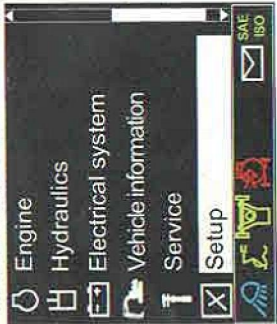 Engine
Hydraulics
Electrical system
Vehicle information
Service
Setup
SAE
ISO